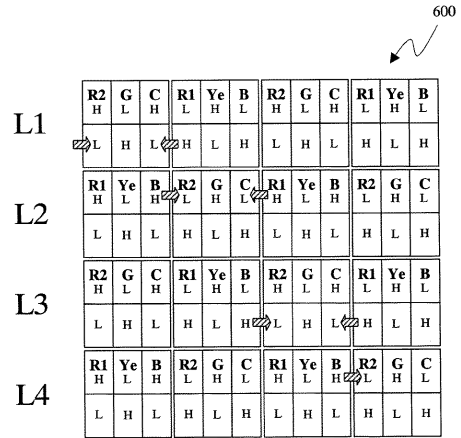 600
R2 G C R1 Ye B R2 G C R1 Ye B
H L H L H L H L H L H L
L1
L H L H L H L H L H L H
R1 Ye B R2 G C R1 Ye B R2 G C
H L H L H L H L H L H L
L2
L H L H L H L H L H L H
R2 G C R1 Ye B R2 G C R1 Ye B
H L H L H L H L H L H L
L3
L H L H L H L H L H L H
R1 Ye B R2 G C R1 Ye B R2 G C
H L H L H L H L H L H L
L4
L H L H L H L H L H L H